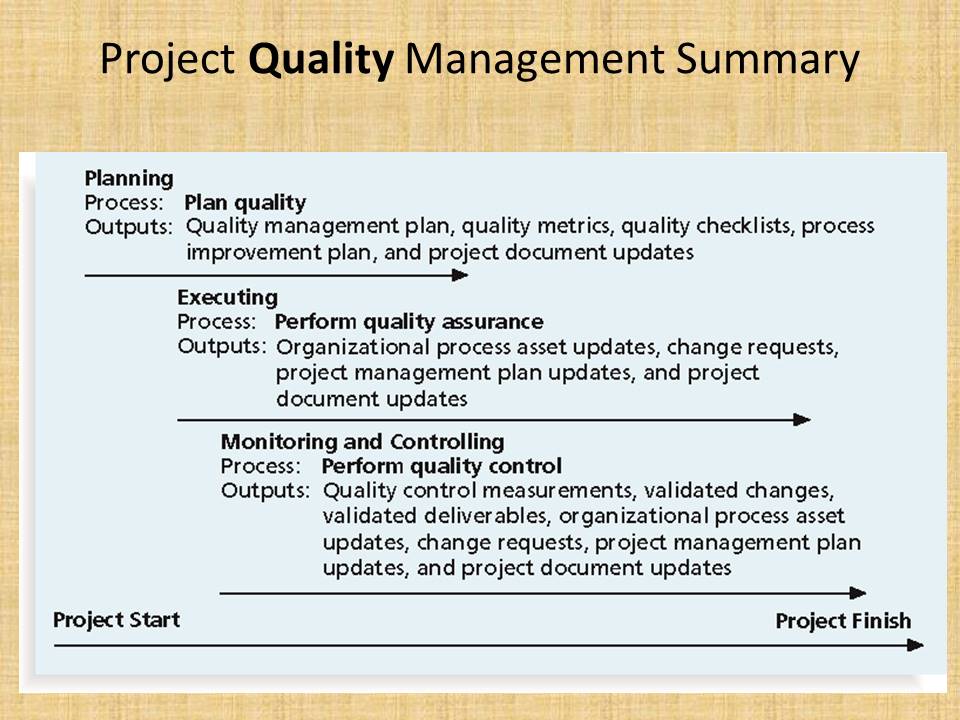 Project Quality Management Summary
Planning
Process: Plan quality
Outputs: Quality management plan, quality metrics, quality checklists, process
improvement plan, and project document updates
Executing
Process: Perform quality assurance
Outputs: Organizational process asset updates, change requests,
project management plan updates, and project
document updates
Monitoring and Controlling
Process: Perform quality control
Outputs: Quality control measurements, validated changes,
validated deliverables, organizational process asset
updates, change requests, project management plan
updates, and project document updates
Project Start
Project Finish